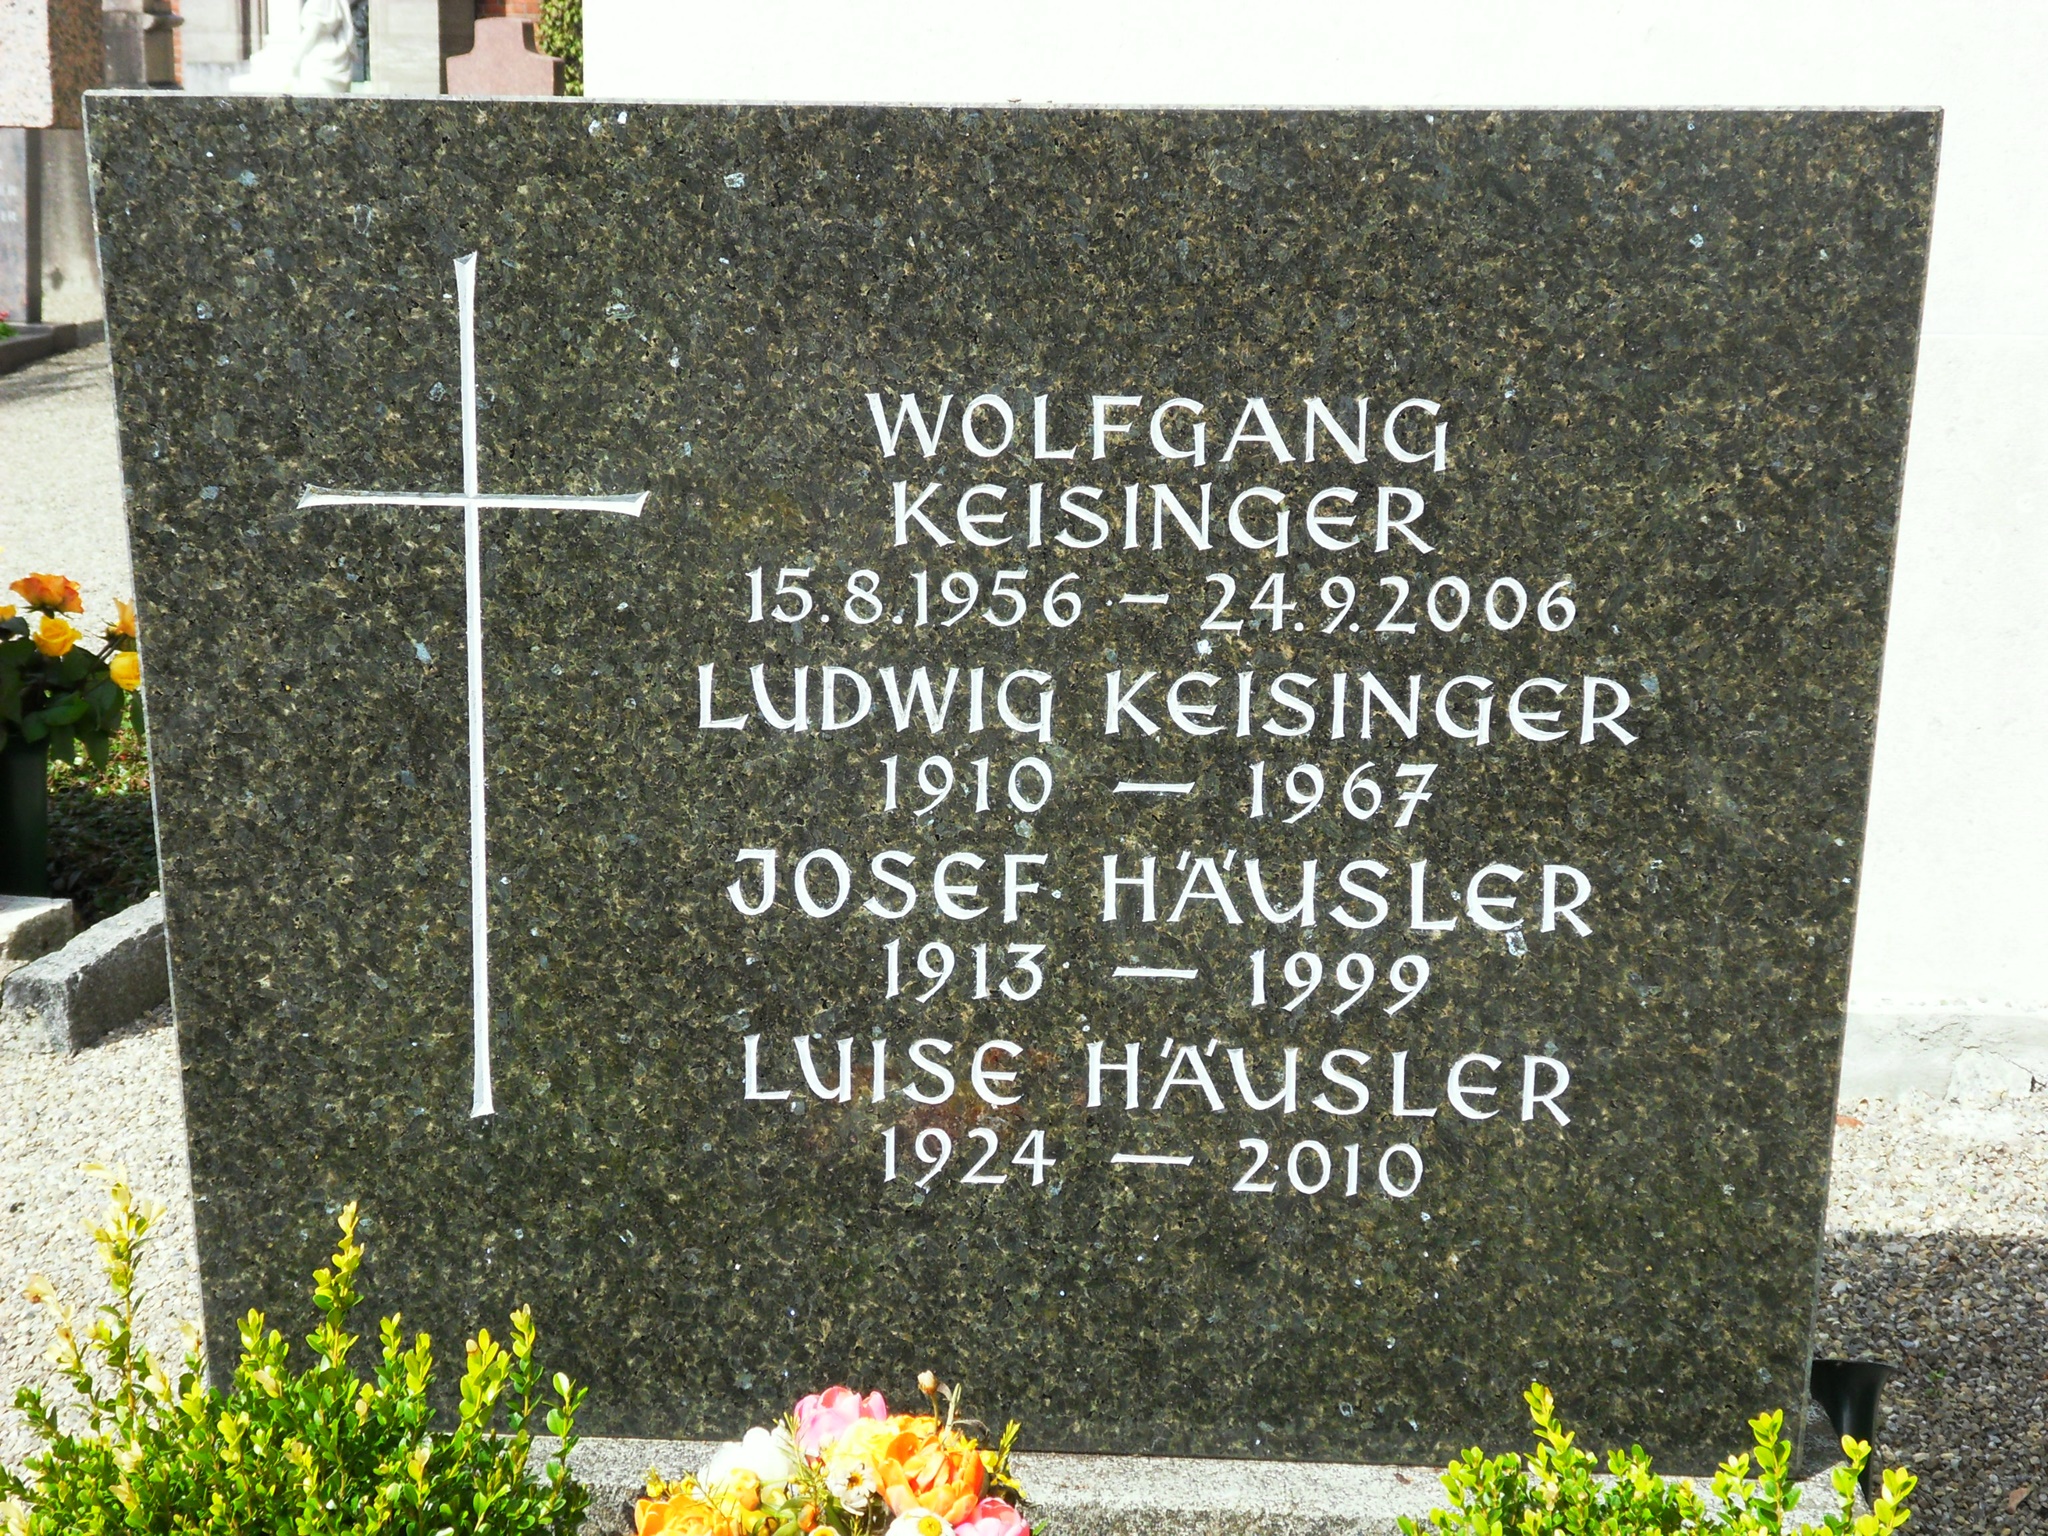 WOLFGANG
KEISINGER
15.8.1956 – 24.9.2006
LUDWIG KEISINGER
1910 – 1967
JOSEF HÄUSLER
1913 – 1999
LUISE HÄUSLER
1924 – 2010